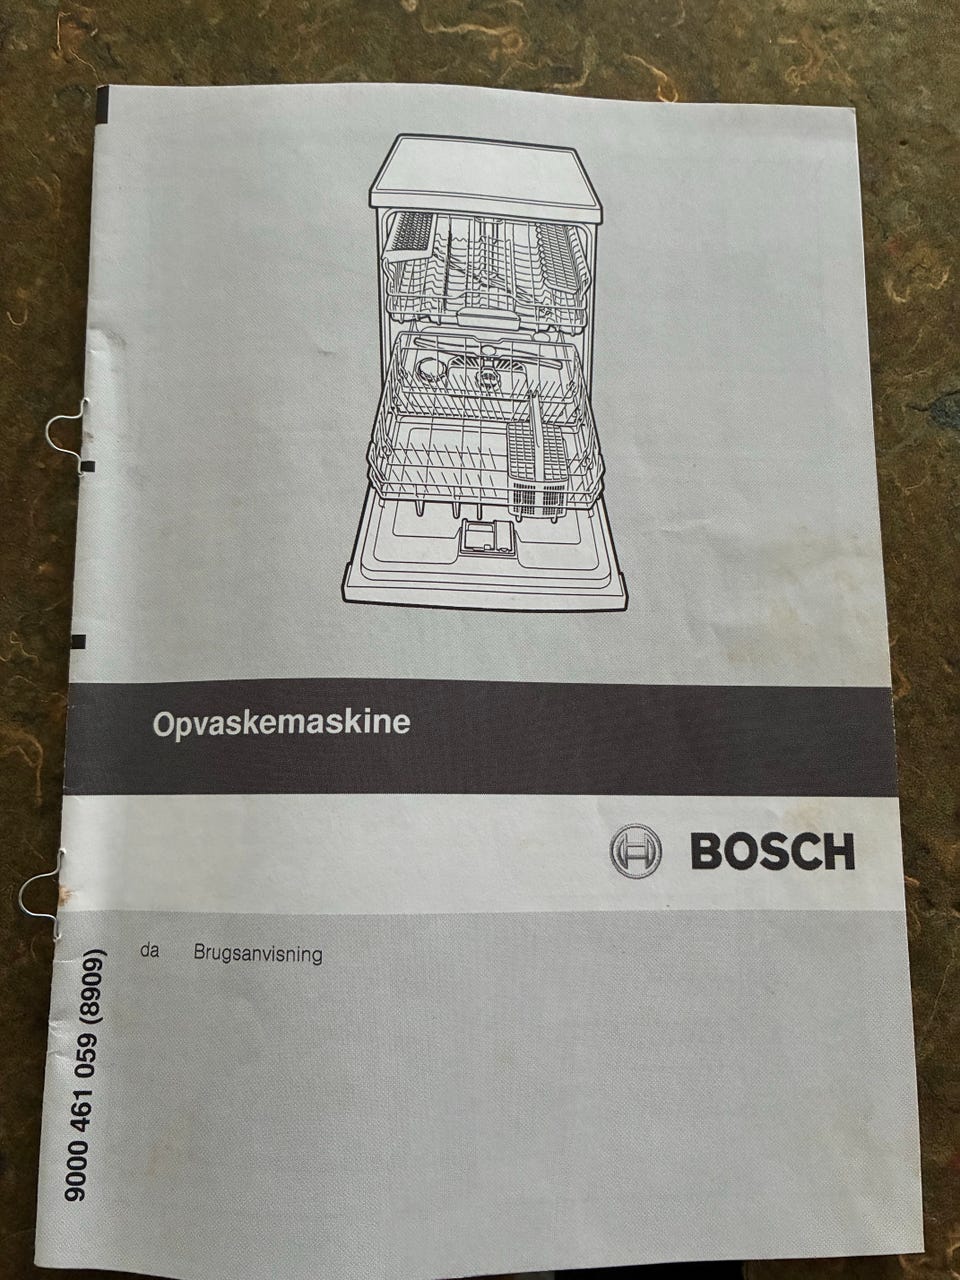 Opvaskemaskine
BOSCH
da Brugsanvisning
9000 461 059 (8909)